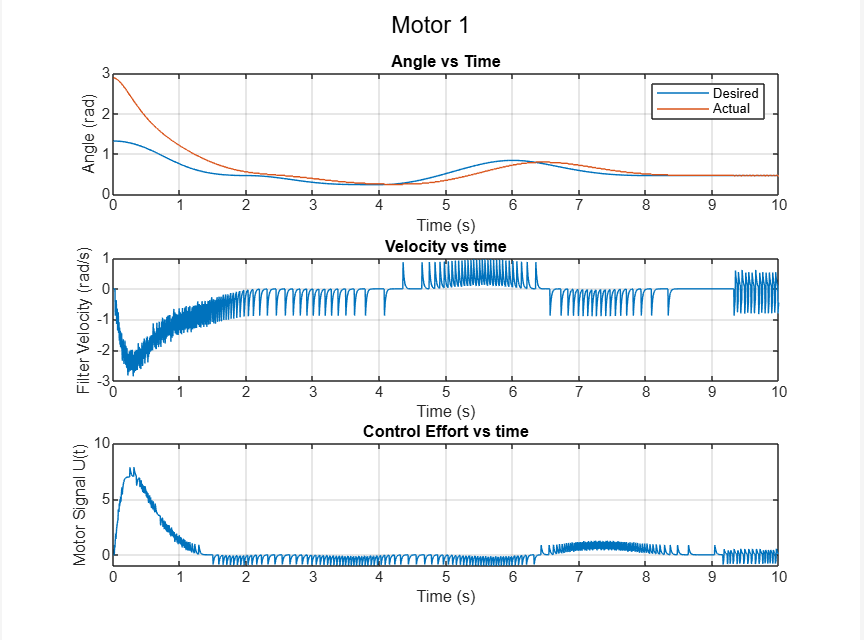 Motor 1
Angle vs Time
Angle (rad)
3
2
1
0
Desired
Actual
0 1 2 3 4 5 6 7 8 9 10
Time (s)
Velocity vs time
Filter Velocity (rad/s)
1
0
-1
-2
-3
0 1 2 3 4 5 6 7 8 9 10
Time (s)
Control Effort vs time
Motor Signal U(t)
10
5
0
0 1 2 3 4 5 6 7 8 9 10
Time (s)